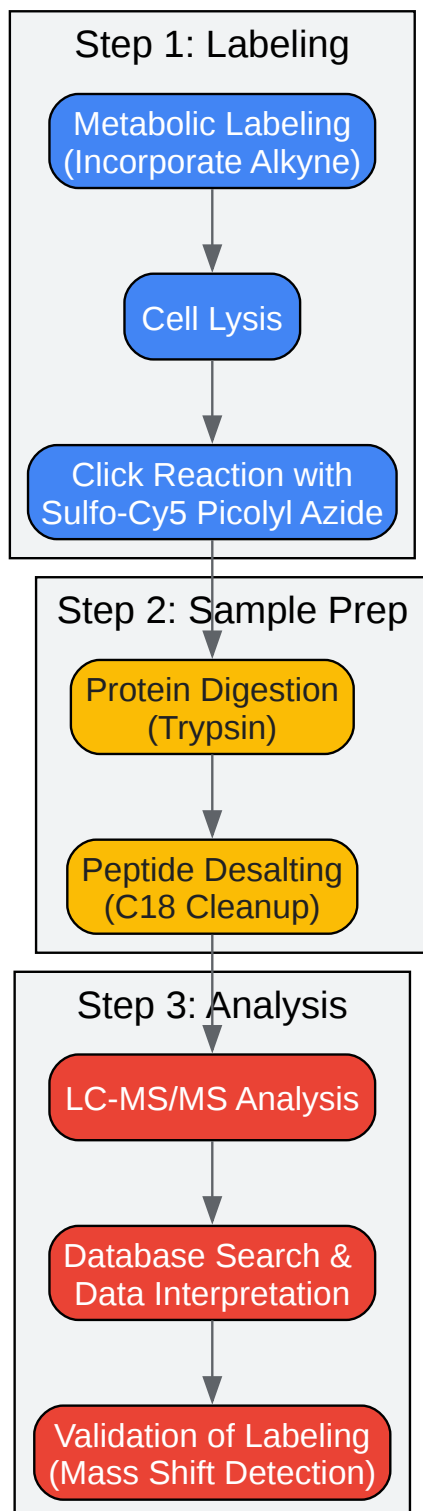 Step 1: Labeling
Metabolic Labeling
(Incorporate Alkyne)
Cell Lysis
Click Reaction with
Sulfo-Cy5 Picolyl Azide
Step 2: Sample Prep
Protein Digestion
(Trypsin)
Peptide Desalting
(C18 Cleanup)
Step 3: Analysis
LC-MS/MS Analysis
Database Search &
Data Interpretation
Validation of Labeling
(Mass Shift Detection)